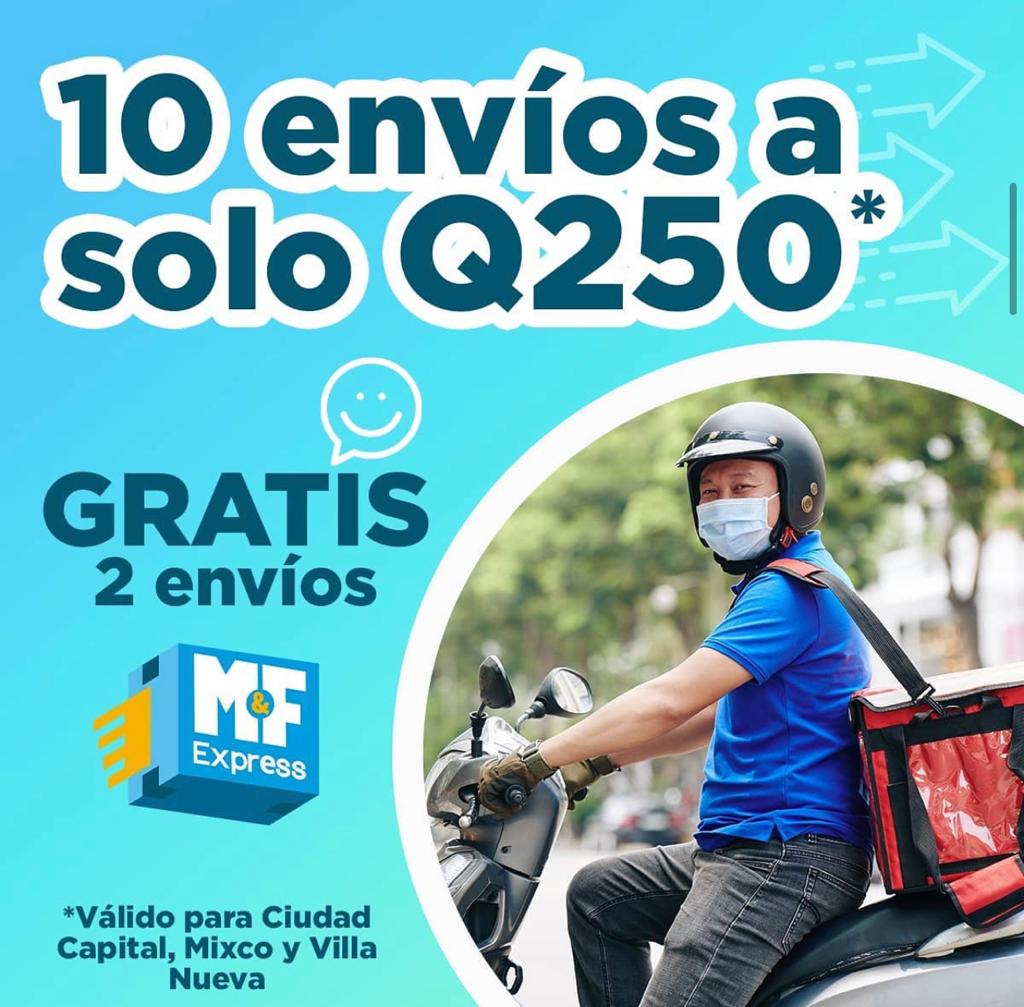 10 envíos a
solo Q250*
GRATIS
2 envíos
M&F
Express
*Válido para Ciudad
Capital, Mixco y Villa
Nueva